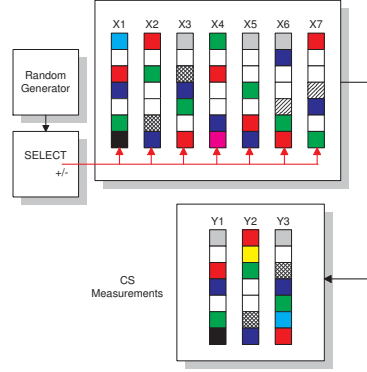 X1 X2 X3 X4 X5 X6 X7
Random
Generator
SELECT
+/-
Y1 Y2 Y3
CS
Measurements